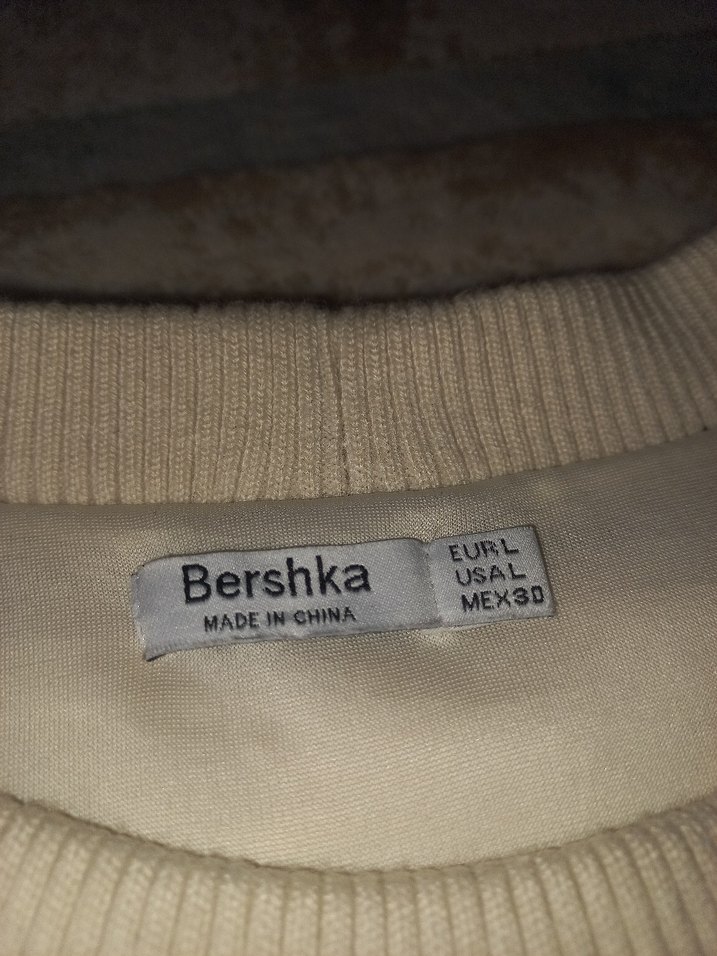 Bershka
MADE IN CHINA
EUR L
USA L
MEX 30